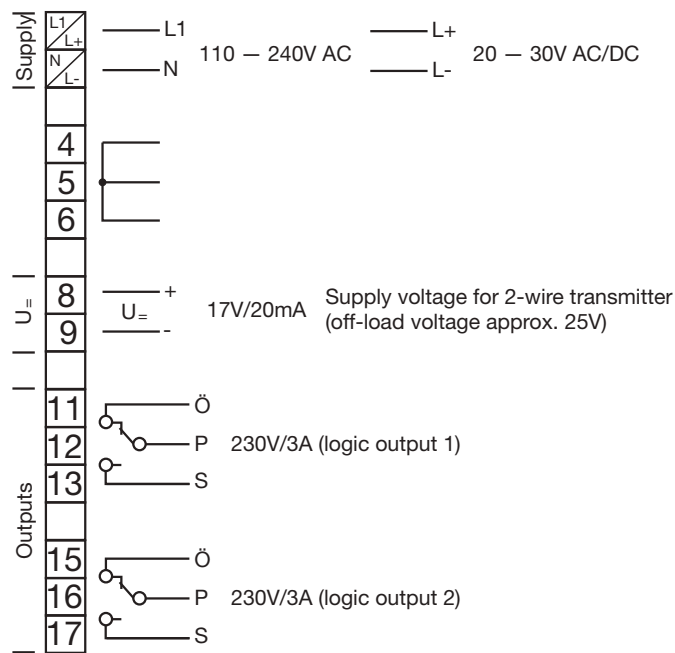 Supply
L1
L+
N
L-
L1
N
110 — 240V AC
L+
L-
20 — 30V AC/DC
4
5
6
U=
8
9
+
U=
-
17V/20mA
Supply voltage for 2-wire transmitter
(off-load voltage approx. 25V)
Outputs
11
12
13
Ö
P
S
230V/3A (logic output 1)
15
16
17
Ö
P
S
230V/3A (logic output 2)